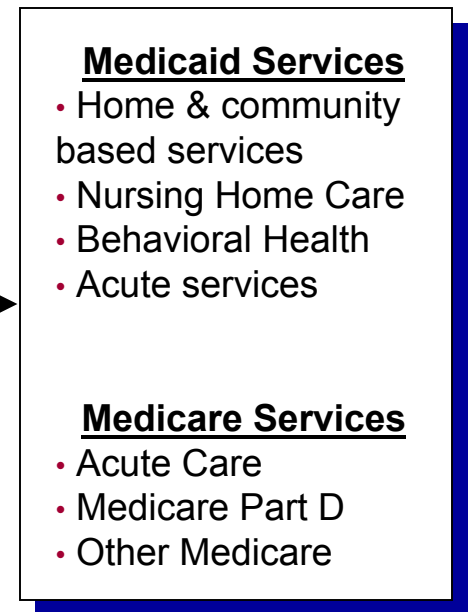 Medicaid Services
• Home & community
based services
• Nursing Home Care
• Behavioral Health
• Acute services
Medicare Services
• Acute Care
• Medicare Part D
• Other Medicare